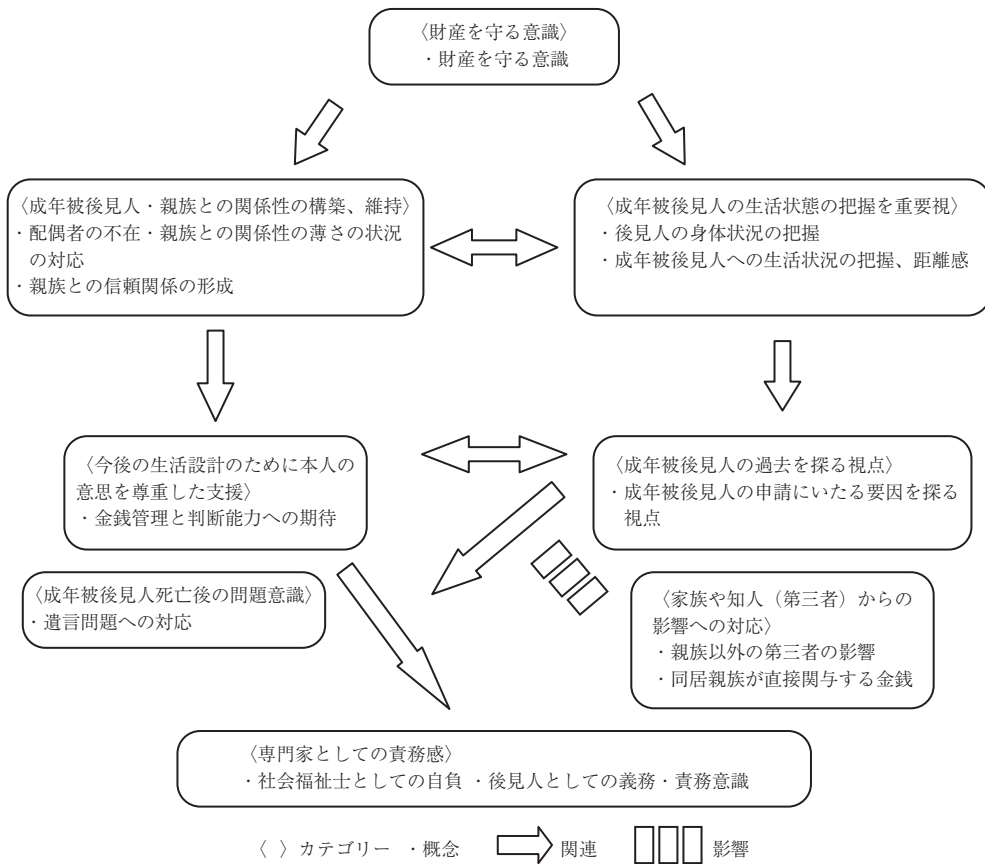 〈財産を守る意識〉
・財産を守る意識
〈成年被後見人・親族との関係性の構築、維持〉
・配偶者の不在・親族との関係性の薄さの状況
の対応
・親族との信頼関係の形成
〈成年被後見人の生活状態の把握を重要視〉
・後見人の身体状況の把握
・成年被後見人への生活状況の把握、距離感
〈今後の生活設計のために本人の
意思を尊重した支援〉
・金銭管理と判断能力への期待
〈成年被後見人の過去を探る視点〉
・成年被後見人の申請にいたる要因を探る
視点
〈成年被後見人死亡後の問題意識〉
・遺言問題への対応
〈家族や知人（第三者）からの
影響への対応〉
・親族以外の第三者の影響
・同居親族が直接関与する金銭
〈専門家としての責務感〉
・社会福祉士としての自負 ・後見人としての義務・責務意識
〈 〉カテゴリー ・概念 関連 影響